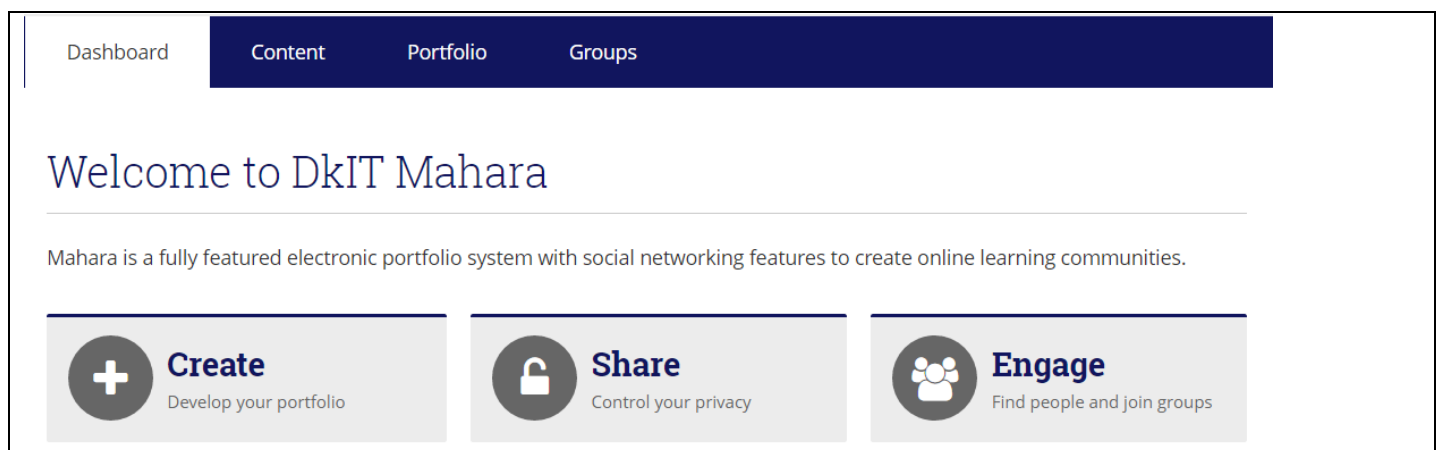 Dashboard Content Portfolio Groups
Welcome to DkIT Mahara
Mahara is a fully featured electronic portfolio system with social networking features to create online learning communities.
Create
Develop your portfolio
Share
Control your privacy
Engage
Find people and join groups